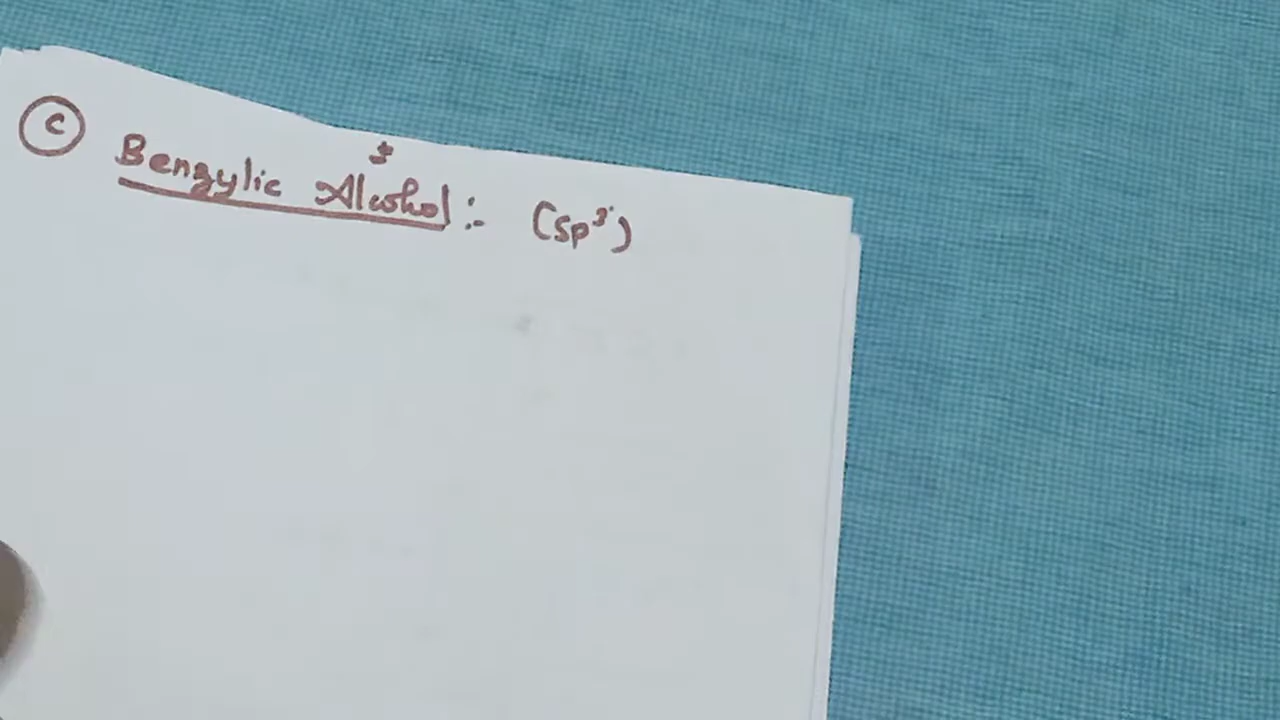 Ⓒ Benzylic Alcohol :- (Sp³)